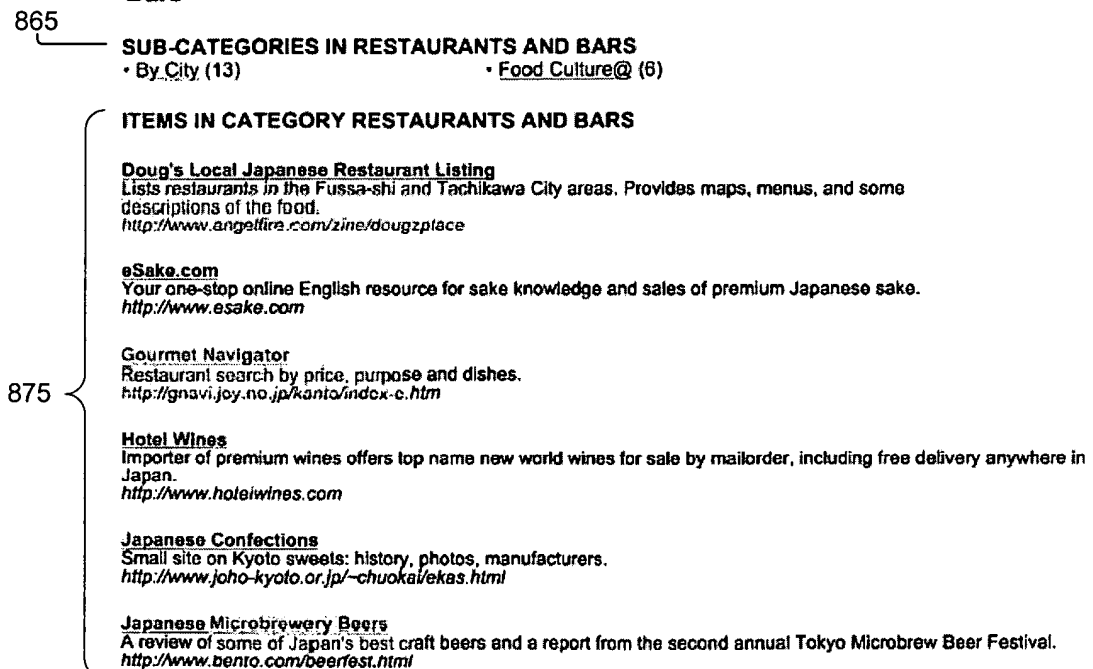 865
SUB-CATEGORIES IN RESTAURANTS AND BARS
• By City (13) • Food Culture@ (6)
ITEMS IN CATEGORY RESTAURANTS AND BARS
Doug's Local Japanese Restaurant Listing
Lists restaurants in the Fussa-shi and Tachikawa City areas. Provides maps, menus, and some
descriptions of the food.
http://www.angelfire.com/zine/dougzplace
eSake.com
Your one-stop online English resource for sake knowledge and sales of premium Japanese sake.
http://www.esake.com
Gourmet Navigator
Restaurant search by price, purpose and dishes.
http://gnavi.joy.no.jp/kanto/index-e.htm
875
Hotel Wines
Importer of premium wines offers top name new world wines for sale by mailorder, including free delivery anywhere in
Japan.
http://www.hotelwines.com
Japanese Confections
Small site on Kyoto sweets: history, photos, manufacturers.
http://www.joho-kyoto.or.jp/~chuokai/ekas.html
Japanese Microbrewery Beers
A review of some of Japan's best craft beers and a report from the second annual Tokyo Microbrew Beer Festival.
http://www.bento.com/beerfest.html